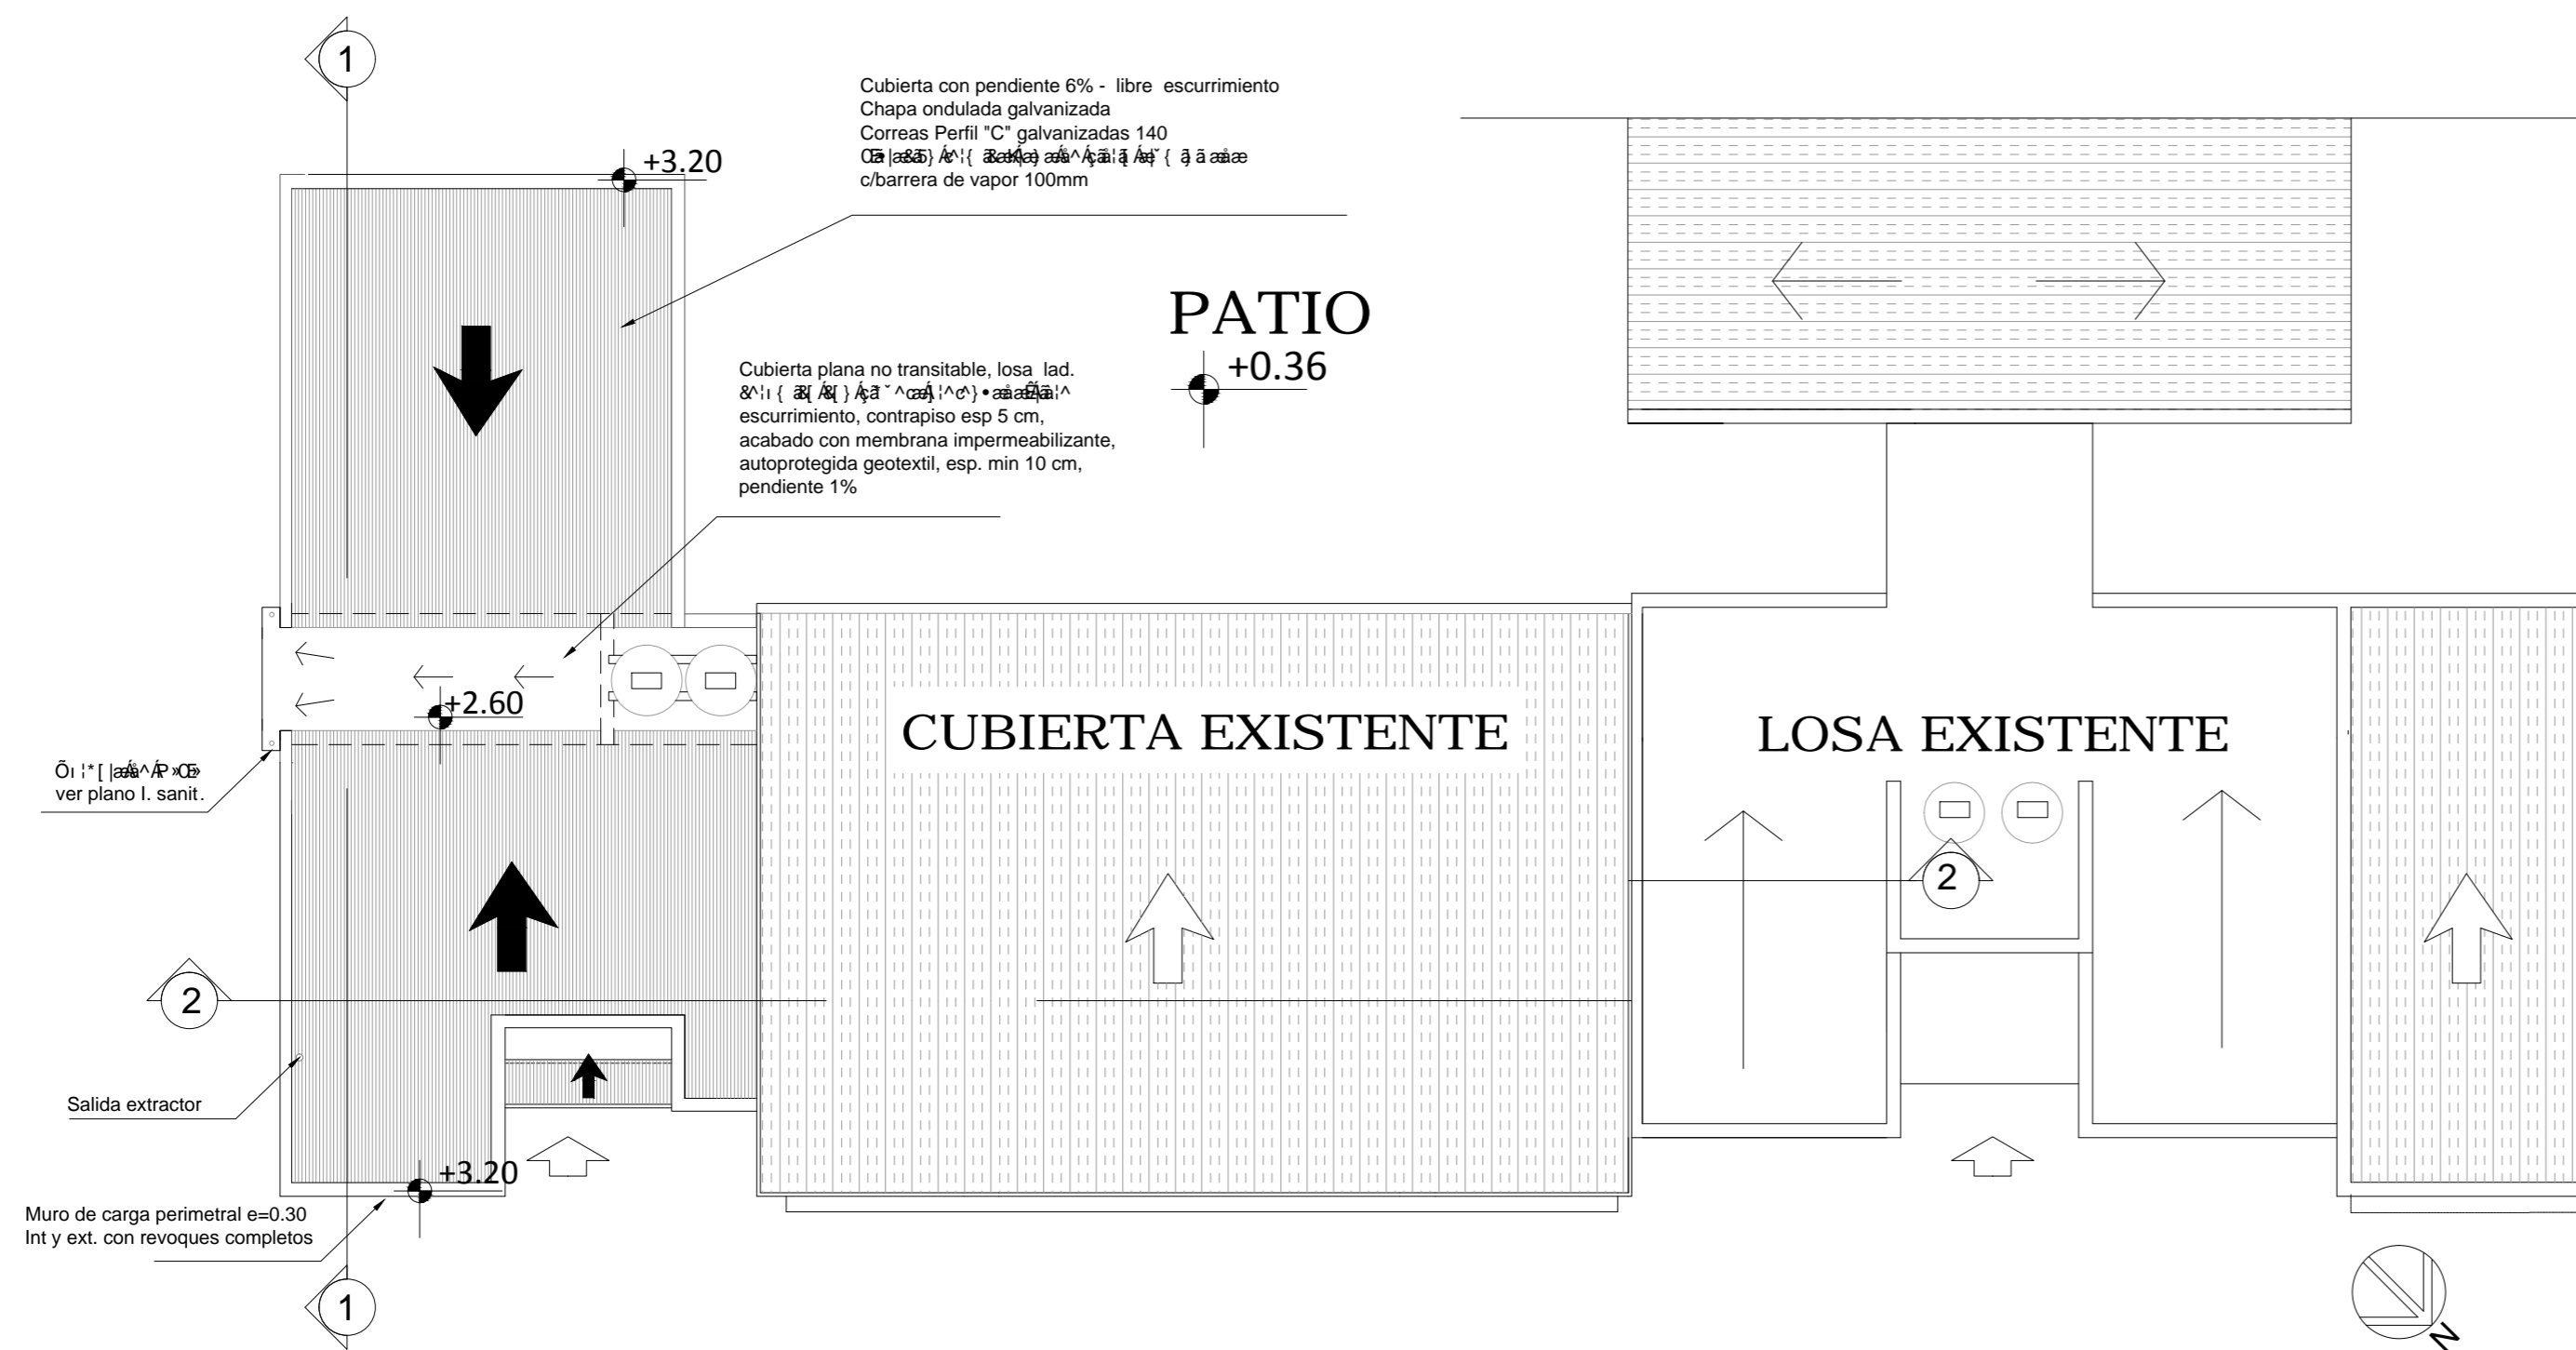 1
Cubierta con pendiente 6% - libre escurrimiento
Chapa ondulada galvanizada
Correas Perfil "C" galvanizadas 140
c/barrera de vapor 100mm
+3.20
PATIO
+0.36
Cubierta plana no transitable, losa lad.
escurrimiento, contrapiso esp 5 cm,
acabado con membrana impermeabilizante,
autoprotegida geotextil, esp. min 10 cm,
pendiente 1%
+2.60
CUBIERTA EXISTENTE
LOSA EXISTENTE
ver plano I. sanit.
2
2
Salida extractor
+3.20
Muro de carga perimetral e=0.30
Int y ext. con revoques completos
1
N